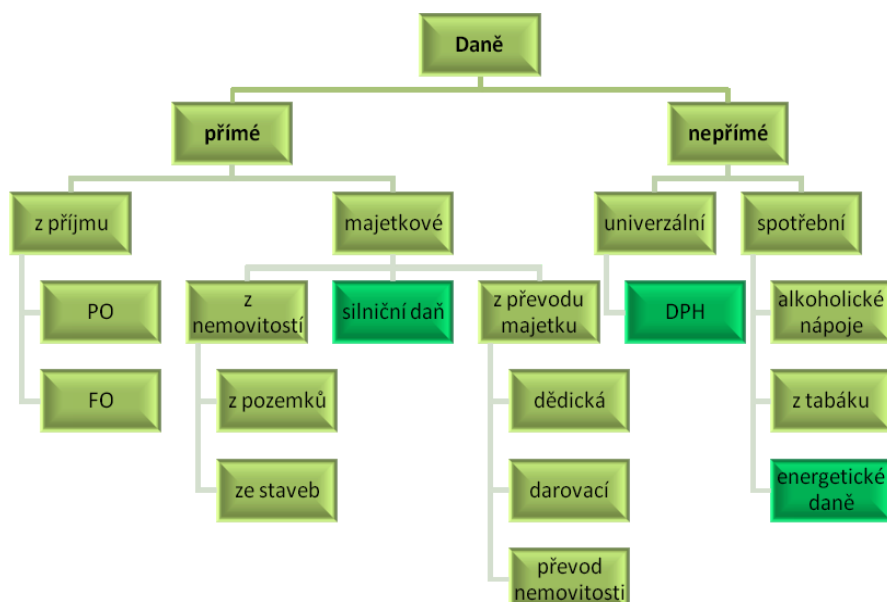 Daně
přímé
nepřímé
z příjmu
majetkové
univerzální
spotřební
PO
z
nemovitostí
silniční daň
z převodu
majetku
DPH
alkoholické
nápoje
FO
z pozemků
dědická
z tabáku
ze staveb
darovací
energetické
daně
převod
nemovitosti